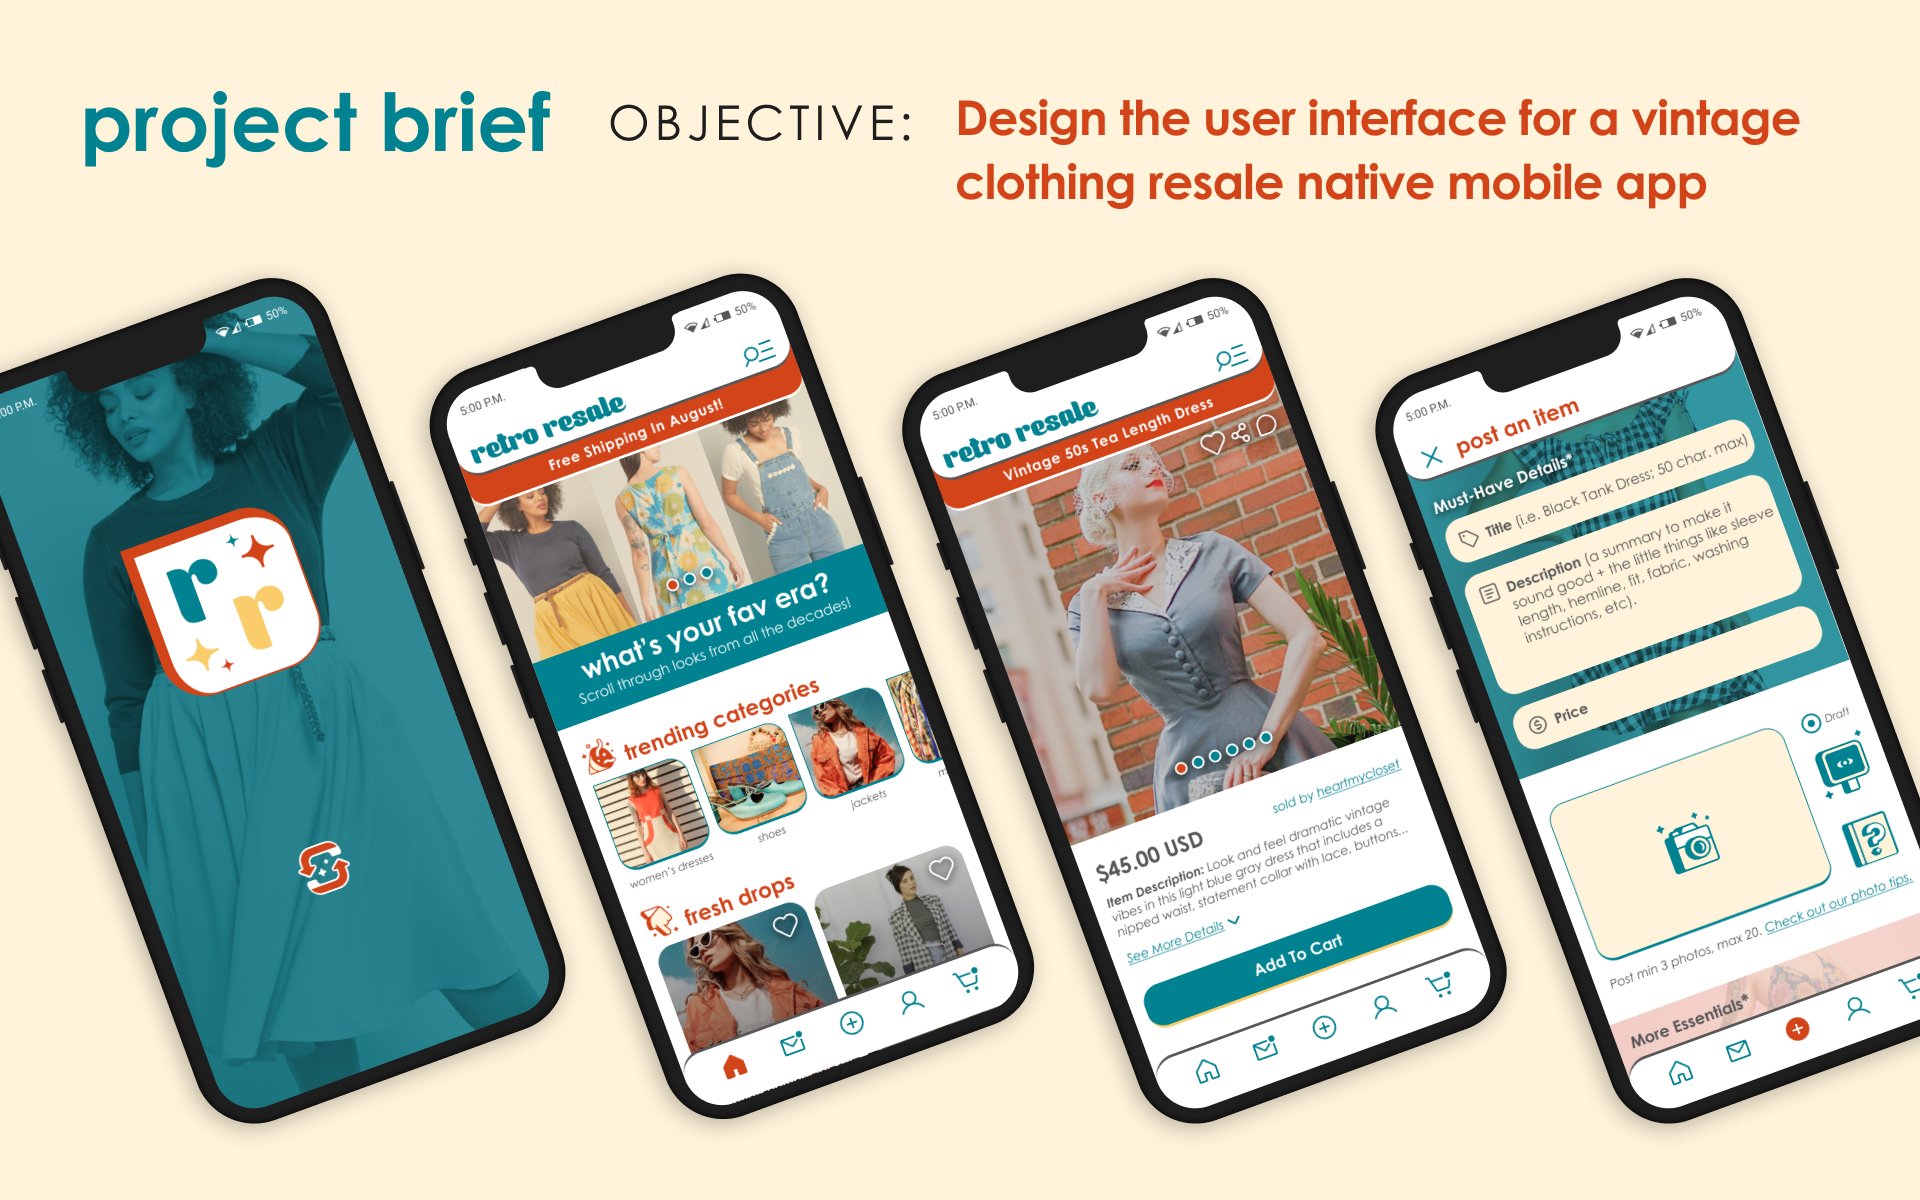 project brief
OBJECTIVE:
Design the user interface for a vintage
clothing resale native mobile app
50%
:00 P.M.
r
r
50%
5:00 P.M.
retro resale
Free Shipping In August!
what's your fav era?
Scroll through looks from all the decades!
trending categories
women's dresses
shoes
jackets
m
fresh drops
50%
5:00 P.M.
retro resale
Vintage 50s Tea Length Dress
sold by heartmycloset
$45.00 USD
Item Description: Look and feel dramatic vintage
vibes in this light blue gray dress that includes a
nipped waist, statement collar with lace, buttons...
See More Details
Add To Cart
50%
5:00 P.M.
post an item
Must-Have Details*
Title (i.e. Black Tank Dress; 50 char. max)
Description (a summary to make it
sound good + the little things like sleeve
length, hemline, fit, fabric, washing
instructions, etc).
Price
Draft
Post min 3 photos, max 20. Check out our photo tips.
More Essentials*